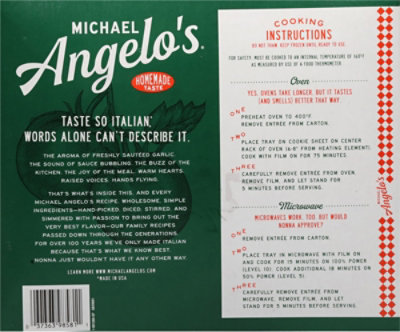 MICHAEL
Angelo's
HOMEMADE
TASTE
TASTE SO ITALIAN,
WORDS ALONE CAN'T DESCRIBE IT.
THE AROMA OF FRESHLY SAUTÉED GARLIC.
THE SOUND OF SAUCE BUBBLING. THE BUZZ OF THE
KITCHEN. THE JOY OF THE MEAL. WARM HEARTS.
RAISED VOICES. HANDS FLYING.
THAT'S WHAT'S INSIDE THIS, AND EVERY
MICHAEL ANGELO'S RECIPE. WHOLESOME, SIMPLE
INGREDIENTS—HAND-PICKED, DICED, STIRRED, AND
SIMMERED WITH PASSION TO BRING OUT THE
VERY BEST FLAVOR—OUR FAMILY RECIPES
PASSED DOWN THROUGH THE GENERATIONS.
FOR OVER 100 YEARS WE'VE ONLY MADE ITALIAN
BECAUSE THAT'S WHAT WE KNOW BEST.
NONNA JUST WOULDN'T HAVE IT ANY OTHER WAY.
LEARN MORE WWW.MICHAELANGELOS.COM
MADE IN USA
37363 98581
COOKING
INSTRUCTIONS
DO NOT THAW. KEEP FROZEN UNTIL READY TO USE.
FOR SAFETY, MUST BE COOKED TO AN INTERNAL TEMPERATURE OF 160°F
AS MEASURED BY USE OF A FOOD THERMOMETER
Oven
YES, OVENS TAKE LONGER, BUT IT TASTES
(AND SMELLS) BETTER THAT WAY.
ONE
PREHEAT OVEN TO 400°F.
REMOVE ENTRÉE FROM CARTON.
TWO
PLACE TRAY ON COOKIE SHEET ON CENTER
RACK OF OVEN (6-8" FROM HEATING ELEMENT).
COOK WITH FILM ON FOR 75 MINUTES.
THREE
CAREFULLY REMOVE ENTRÉE FROM OVEN.
REMOVE FILM, AND LET STAND FOR
5 MINUTES BEFORE SERVING.
Microwave
MICROWAVES WORK, TOO. BUT WOULD
NONNA APPROVE?
ONE
REMOVE ENTRÉE FROM CARTON.
TWO
PLACE TRAY IN MICROWAVE WITH FILM ON
AND COOK FOR 15 MINUTES ON 100% POWER
(LEVEL 10). COOK ADDITIONAL 18 MINUTES ON
50% POWER (LEVEL 5).
THREE
CAREFULLY REMOVE ENTRÉE FROM
MICROWAVE, REMOVE FILM, AND LET
STAND FOR 5 MINUTES BEFORE SERVING.
Angelo's